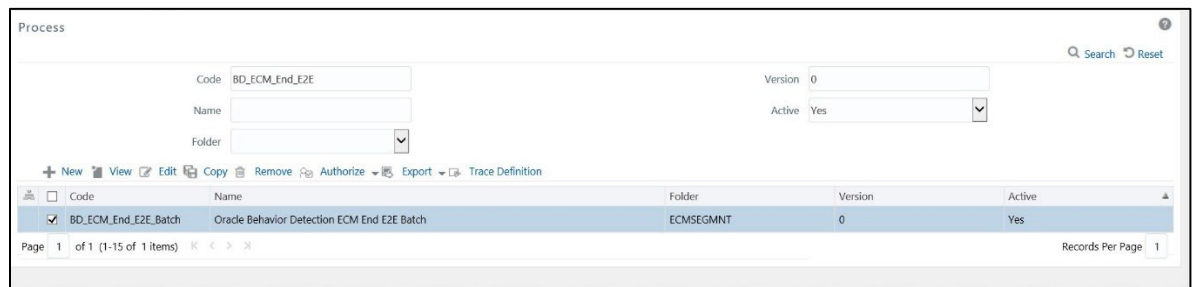 Process
Search Reset
Code BD_ECM_End_E2E Version 0
Name Active Yes
Folder
New View Edit Copy Remove Authorize Export Trace Definition
Code Name Folder Version Active
BD_ECM_End_E2E_Batch Oracle Behavior Detection ECM End E2E Batch ECMSEGMNT 0 Yes
Page 1 of 1 (1-15 of 1 items) Records Per Page 1